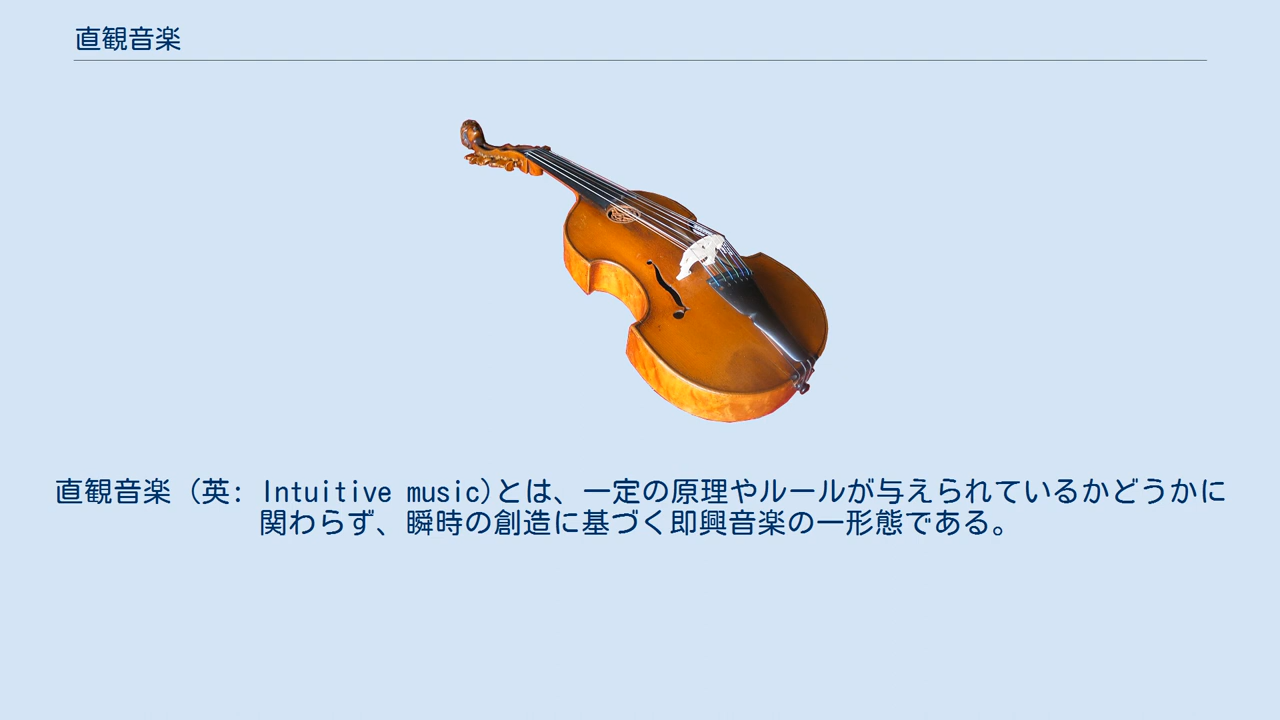 直観音楽
直観音楽（英: Intuitive music)とは、一定の原理やルールが与えられているかどうかに
関わらず、瞬時の創造に基づく即興音楽の一形態である。